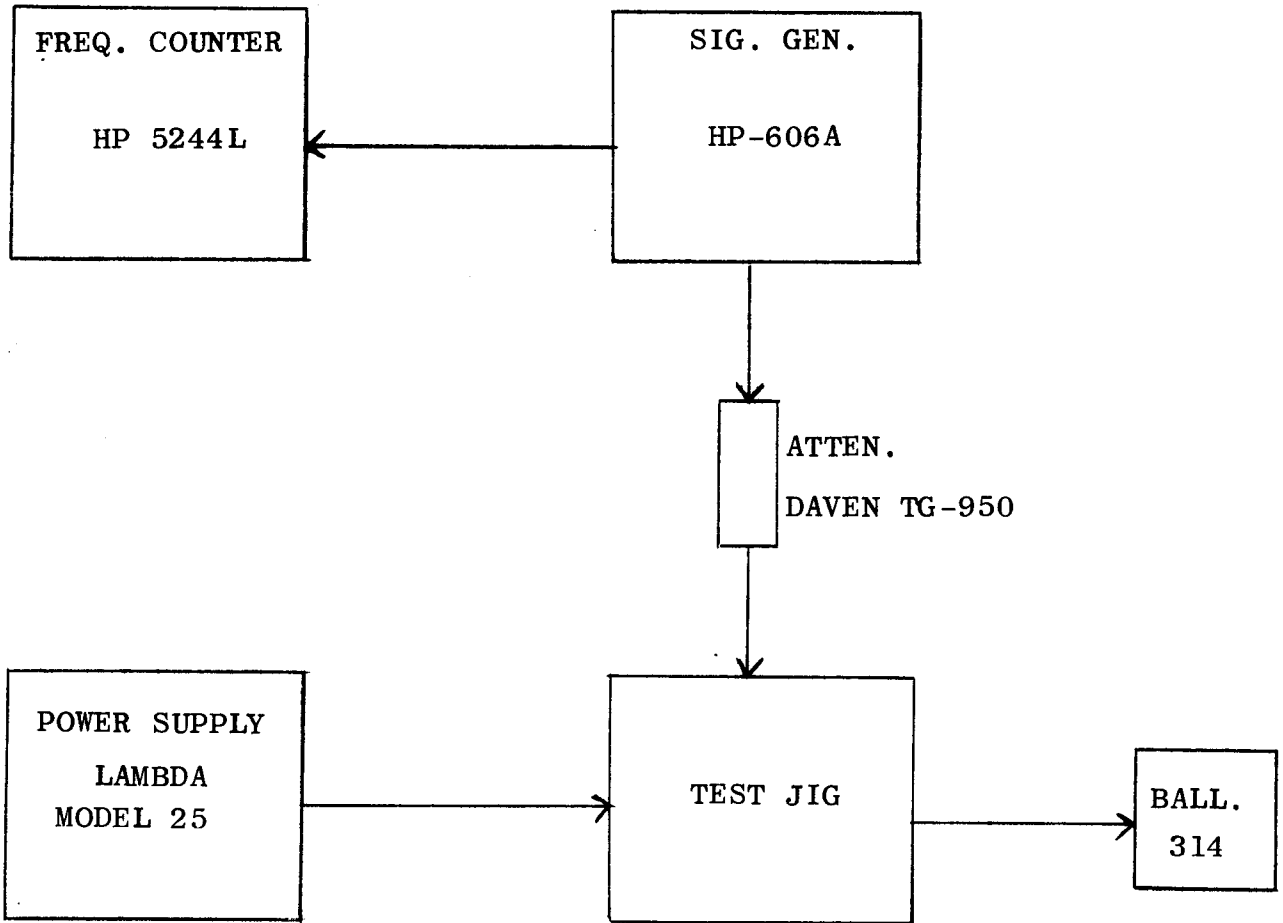 FREQ. COUNTER
HP 5244L
SIG. GEN.
HP-606A
ATTEN.
DAVEN TG-950
POWER SUPPLY
LAMBDA
MODEL 25
TEST JIG
BALL.
314